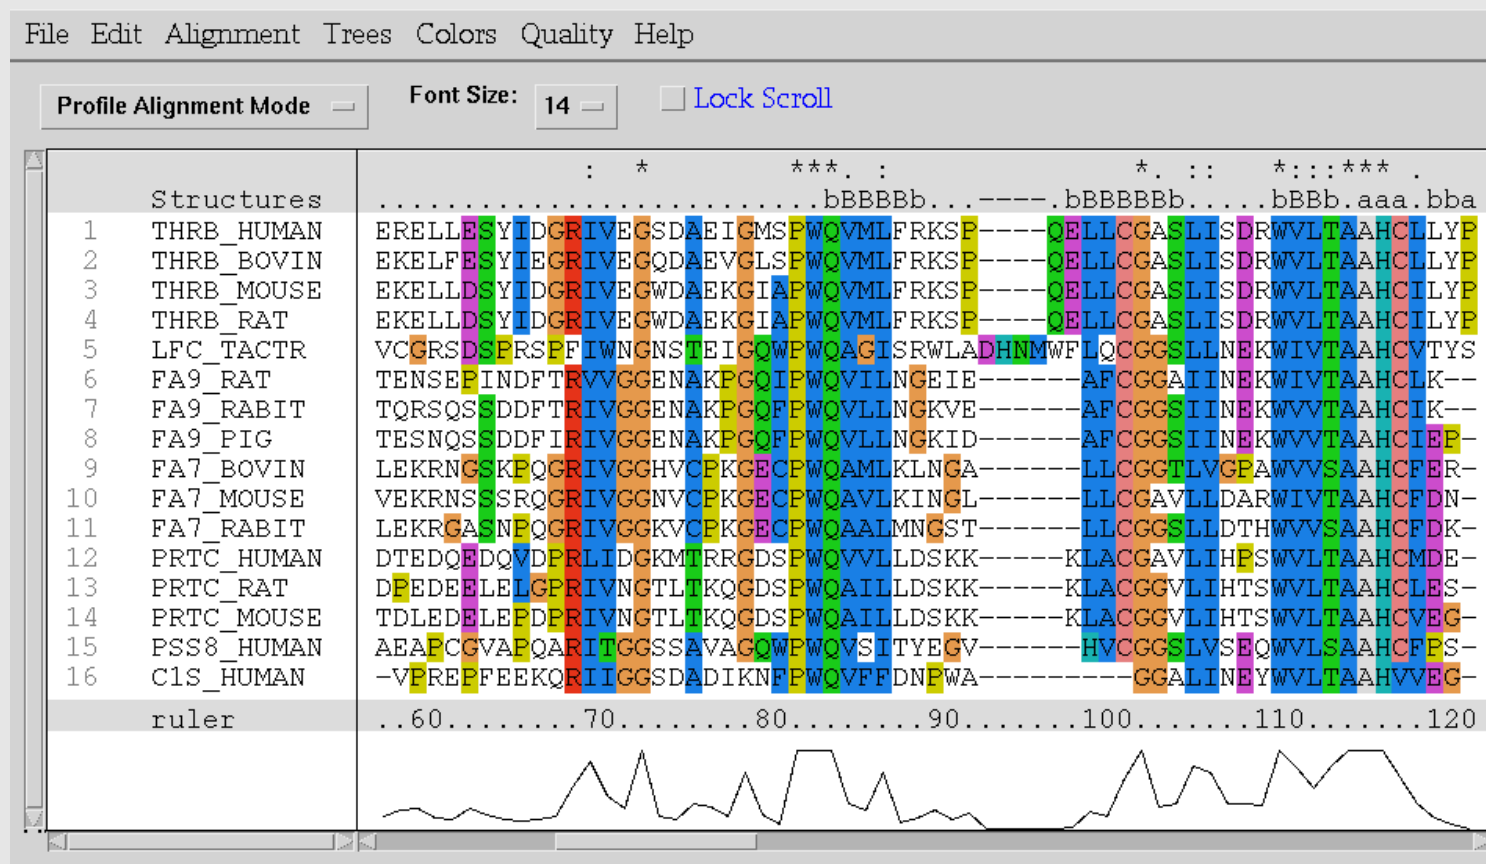 File Edit Alignment Trees Colors Quality Help
Profile Alignment Mode Font Size: 14 Lock Scroll
: * ***. : *. :: *:::*** .
Structures ..........................bBBBBb...----.bBBBBBb.....bBBb.aaa.bba
1 THRB_HUMAN ERELLESYIDGRIVEGSDAEIGMSPWQVMLFRKSP----QELLCGASLISDRWVLTAAHCLLYP
2 THRB_BOVIN EKELFESYIEGRIVEGQDAEVGLSPWQVMLFRKSP----QELLCGASLISDRWVLTAAHCLLYP
3 THRB_MOUSE EKELLDSYIDGRIVEGWDAEKGIAPWQVMLFRKSP----QELLCGASLISDRWVLTAAHCILYP
4 THRB_RAT EKELLDSYIDGRIVEGWDAEKGIAPWQVMLFRKSP----QELLCGASLISDRWVLTAAHCILYP
5 LFC_TACTR VCGRSDSPRSPFIWNGNSTEIGQWPWQAGISRWLADHNMWFLQCGGSLLNEKWIVTAAHCVTYS
6 FA9_RAT TENSEPINDFTRVVGGENAKPGQIPWQVILNGEIE------AFCGGAIINEKWIVTAAHCLK--
7 FA9_RABIT TQRSQSSDDFTRIVGGENAKPGQFPWQVLLNGKVE------AFCGGSIINEKWVVTAAHCIK--
8 FA9_PIG TESNQSSDDFIRIVGGENAKPGQFPWQVLLNGKID------AFCGGSIINEKWVVTAAHCIEP-
9 FA7_BOVIN LEKRNGSKPQGRIVGGHVCPKGECPWQAMLKLNGA------LLCGGTLVGPAWVVSAAHCFER-
10 FA7_MOUSE VEKRNSSSRQGRIVGGNVCPKGECPWQAVLKINGL------LLCGAVLLDARWIVTAAHCFDN-
11 FA7_RABIT LEKRGASNPQGRIVGGKVCPKGECPWQAALMNGST------LLCGGSLLDTHWVVSAAHCFDK-
12 PRTC_HUMAN DTEDQEDQVDPRLIDGKMTRRGDSPWQVVLLDSKK-----KLACGAVLIHPSWVLTAAHCMDE-
13 PRTC_RAT DPEDEELELGPRIVNGTLTKQGDSPWQAILLDSKK-----KLACGGVLIHTSWVLTAAHCLES-
14 PRTC_MOUSE TDLEDELEPDPRIVNGTLTKQGDSPWQAILLDSKK-----KLACGGVLIHTSWVLTAAHCVEG-
15 PSS8_HUMAN AEAPCGVAPQARITGGSSAVAGQWPWQVSITYEGV------HVCGGSLVSEQWVLSAAHCFPS-
16 C1S_HUMAN -VPREPFEEKQRIIGGSDADIKNFPWQVFFDNPWA---------GGALINEYWVLTAAHVVEG-
ruler ..60........70........80........90.......100.......110.......120